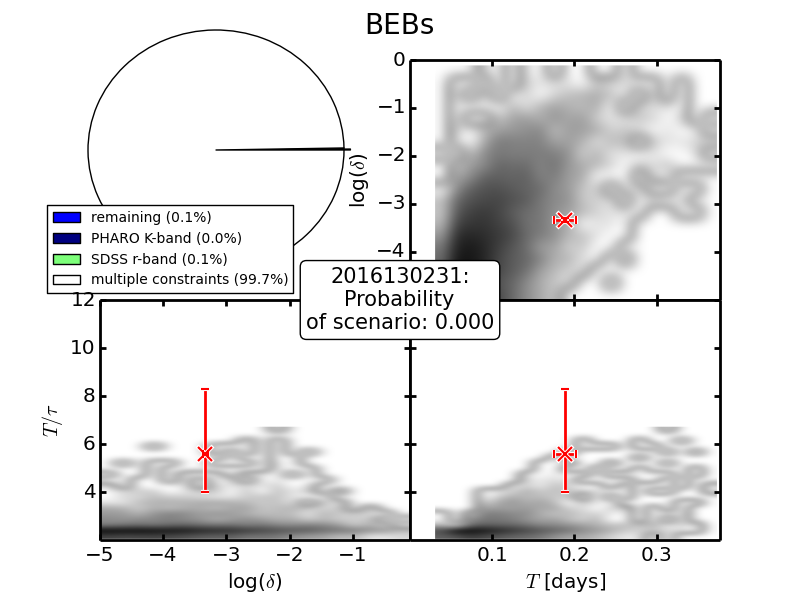 BEBs
remaining (0.1%)
PHARO K-band (0.0%)
SDSS r-band (0.1%)
multiple constraints (99.7%)
log(δ)
0
−1
−2
−3
−4
2016130231:
Probability
of scenario: 0.000
T/τ
12
10
8
6
4
−5 −4 −3 −2 −1
log(δ)
0.1 0.2 0.3
T [days]